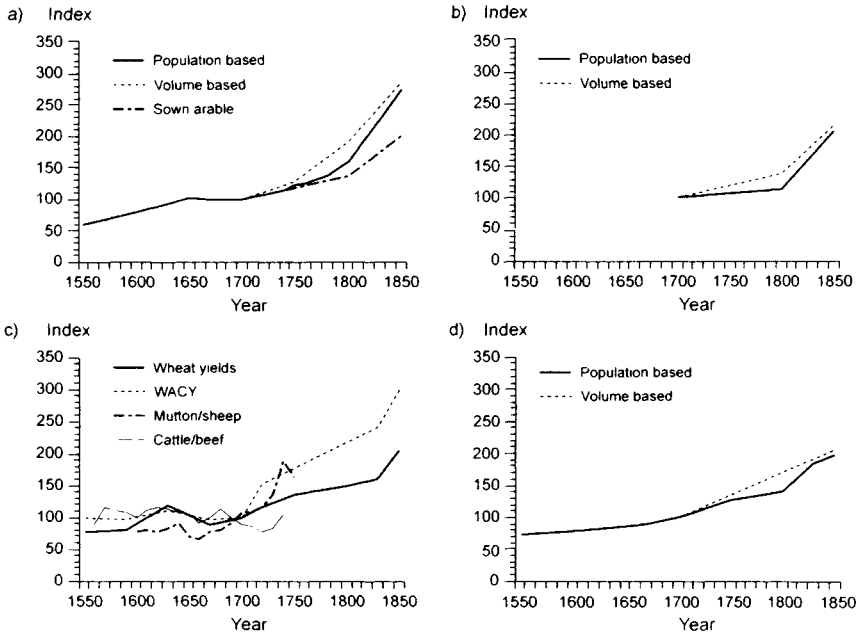 a) Index
350
300
250
200
150
100
50
0
Population based
Volume based
Sown arable
1550 1600 1650 1700 1750 1800 1850
Year
b) Index
350
300
250
200
150
100
50
0
Population based
Volume based
1550 1600 1650 1700 1750 1800 1850
Year
c) Index
350
300
250
200
150
100
50
0
Wheat yields
WACY
Mutton/sheep
Cattle/beef
1550 1600 1650 1700 1750 1800 1850
Year
d) Index
350
300
250
200
150
100
50
0
Population based
Volume based
1550 1600 1650 1700 1750 1800 1850
Year